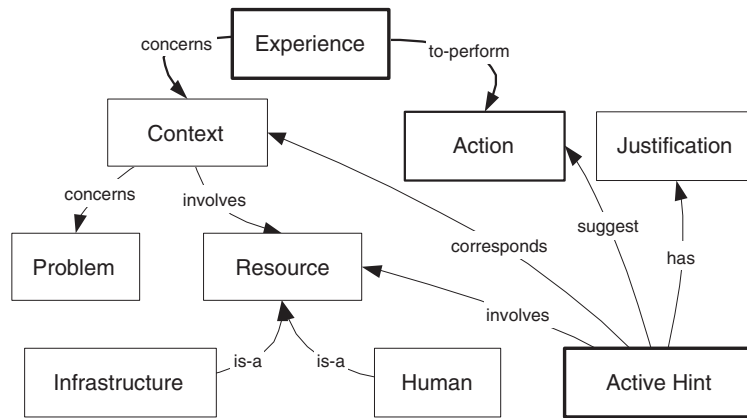 Experience
concerns
to-perform
Context
Action
Justification
concerns
involves
corresponds
suggest
has
Problem
Resource
involves
is-a
is-a
Infrastructure
Human
Active Hint